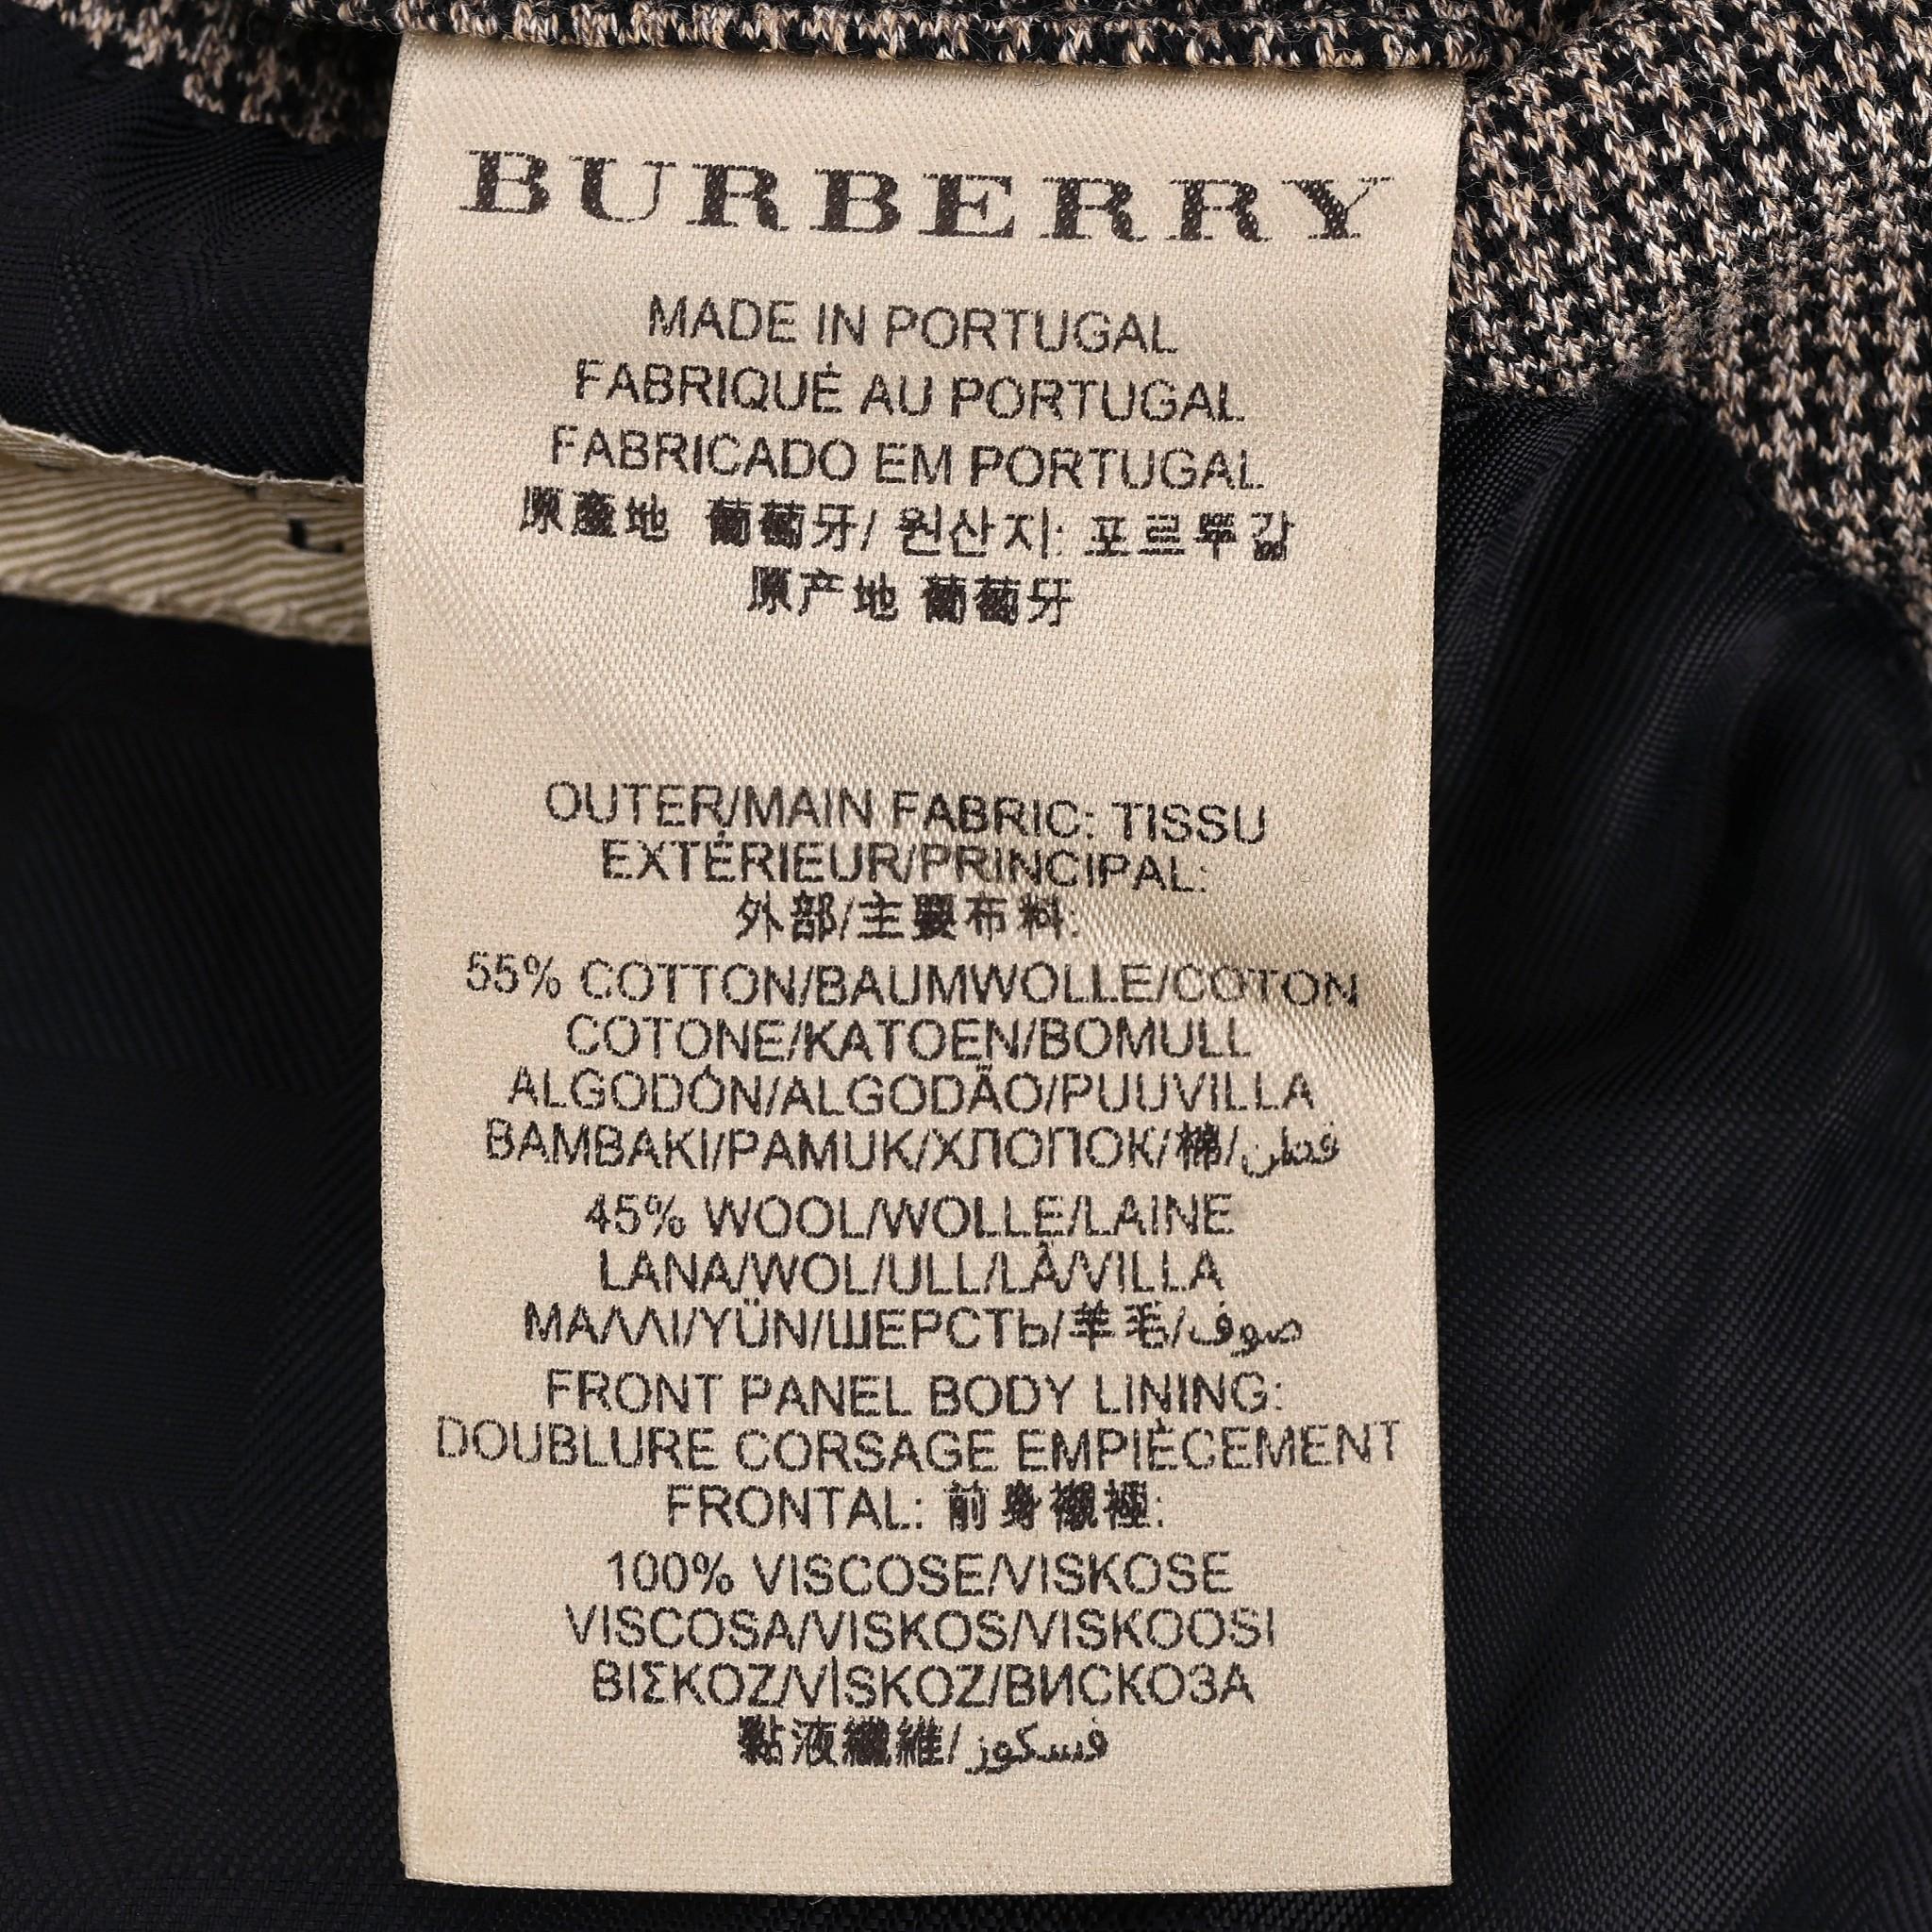 BURBERRY
MADE IN PORTUGAL
FABRIQUÉ AU PORTUGAL
FABRICADO EM PORTUGAL
原產地 葡萄牙/ 원산지: 포르투갈
原产地 葡萄牙
OUTER/MAIN FABRIC: TISSU
EXTÉRIEUR/PRINCIPAL:
外部/主要布料:
55% COTTON/BAUMWOLLE/COTON
COTONE/KATOEN/BOMULL
ALGODÓN/ALGODÃO/PUUVILLA
BAMBAKI/PAMUK/ХЛОПОК/棉/قطن
45% WOOL/WOLLE/LAINE
LANA/WOL/ULL/LÃ/VILLA
ΜΑΛΛΙ/YÜN/ШЕРСТЬ/羊毛/صوف
FRONT PANEL BODY LINING:
DOUBLURE CORSAGE EMPIÈCEMENT
FRONTAL: 前身襯裡:
100% VISCOSE/VISKOSE
VISCOSA/VISKOS/VISKOOSI
ΒΙΣΚΟΖ/VİSKOZ/ВИСКОЗА
黏液纖維/فسكوز